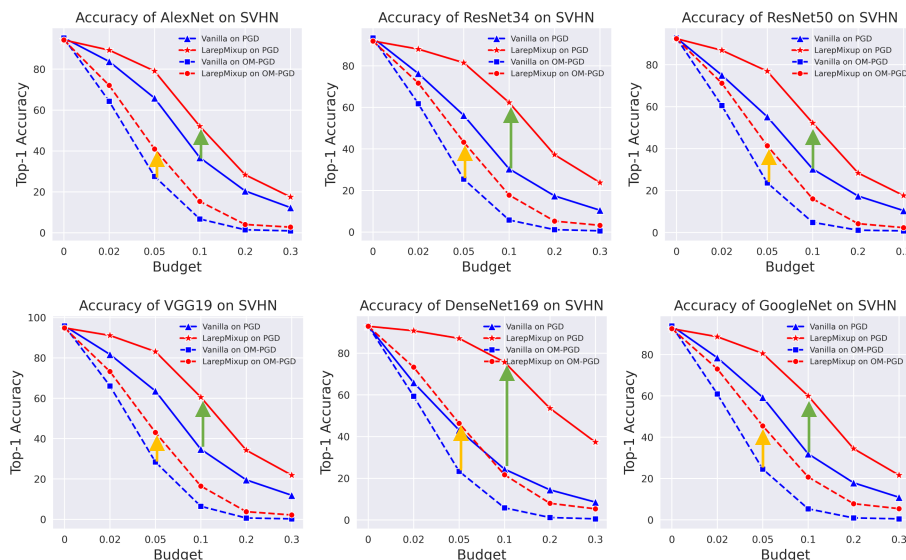 Accuracy of AlexNet on SVHN
Vanilla on PGD
LarepMixup on PGD
Vanilla on OM-PGD
LarepMixup on OM-PGD
Top-1 Accuracy
80
60
40
20
0
0 0.02 0.05 0.1 0.2 0.3
Budget
Accuracy of ResNet34 on SVHN
Vanilla on PGD
LarepMixup on PGD
Vanilla on OM-PGD
LarepMixup on OM-PGD
Top-1 Accuracy
80
60
40
20
0
0 0.02 0.05 0.1 0.2 0.3
Budget
Accuracy of ResNet50 on SVHN
Vanilla on PGD
LarepMixup on PGD
Vanilla on OM-PGD
LarepMixup on OM-PGD
Top-1 Accuracy
80
60
40
20
0
0 0.02 0.05 0.1 0.2 0.3
Budget
Accuracy of VGG19 on SVHN
Vanilla on PGD
LarepMixup on PGD
Vanilla on OM-PGD
LarepMixup on OM-PGD
Top-1 Accuracy
100
80
60
40
20
0
0 0.02 0.05 0.1 0.2 0.3
Budget
Accuracy of DenseNet169 on SVHN
Vanilla on PGD
LarepMixup on PGD
Vanilla on OM-PGD
LarepMixup on OM-PGD
Top-1 Accuracy
80
60
40
20
0
0 0.02 0.05 0.1 0.2 0.3
Budget
Accuracy of GoogleNet on SVHN
Vanilla on PGD
LarepMixup on PGD
Vanilla on OM-PGD
LarepMixup on OM-PGD
Top-1 Accuracy
80
60
40
20
0
0 0.02 0.05 0.1 0.2 0.3
Budget